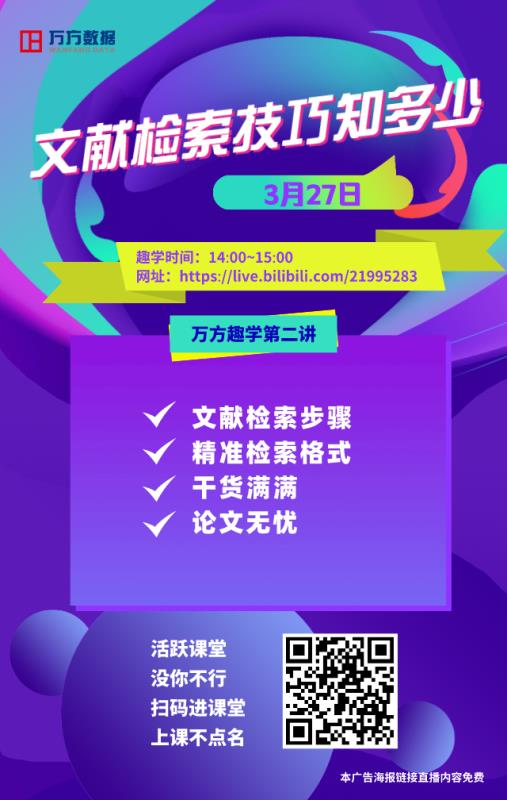 万方数据
WANFANG DATA
文献检索技巧知多少
3月27日
趣学时间：14:00~15:00
网址：https://live.bilibili.com/21995283
万方趣学第二讲
文献检索步骤
精准检索格式
干货满满
论文无忧
活跃课堂
没你不行
扫码进课堂
上课不点名
本广告海报链接直播内容免费